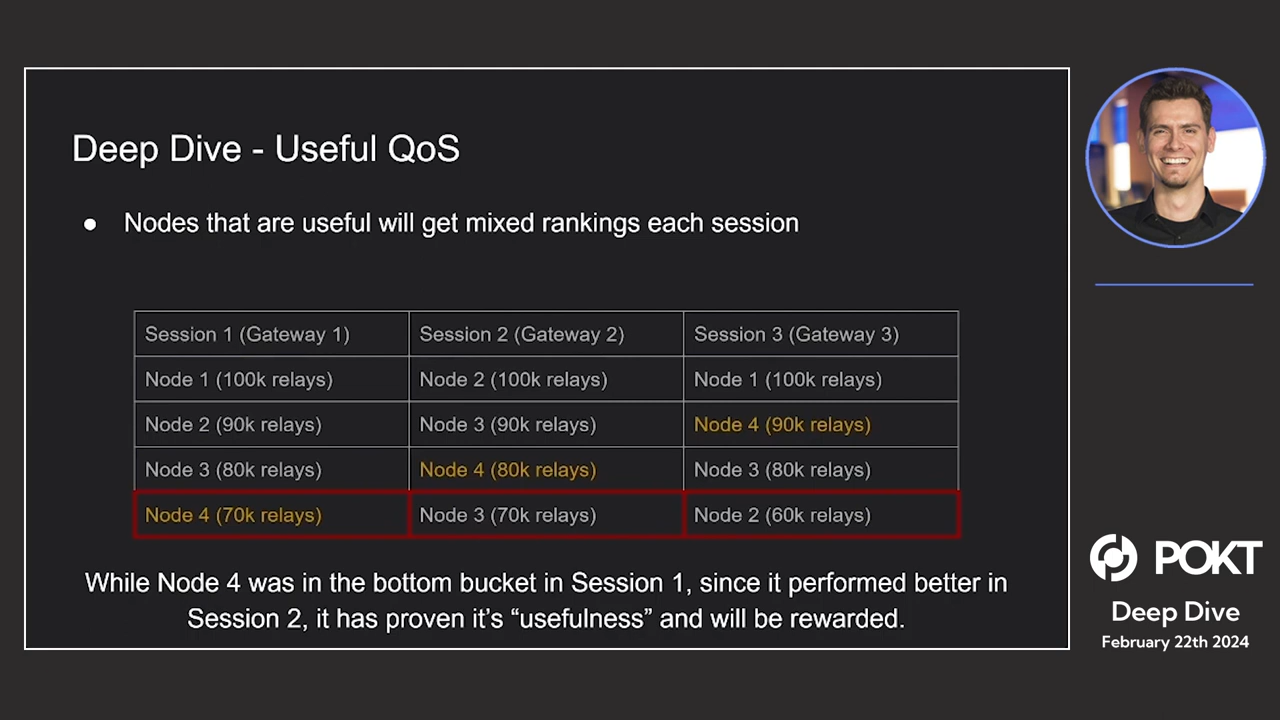 Deep Dive - Useful QoS
● Nodes that are useful will get mixed rankings each session
Session 1 (Gateway 1) Session 2 (Gateway 2) Session 3 (Gateway 3)
Node 1 (100k relays) Node 2 (100k relays) Node 1 (100k relays)
Node 2 (90k relays) Node 3 (90k relays) Node 4 (90k relays)
Node 3 (80k relays) Node 4 (80k relays) Node 3 (80k relays)
Node 4 (70k relays) Node 3 (70k relays) Node 2 (60k relays)
While Node 4 was in the bottom bucket in Session 1, since it performed better in
Session 2, it has proven it’s “usefulness” and will be rewarded.
POKT
Deep Dive
February 22th 2024